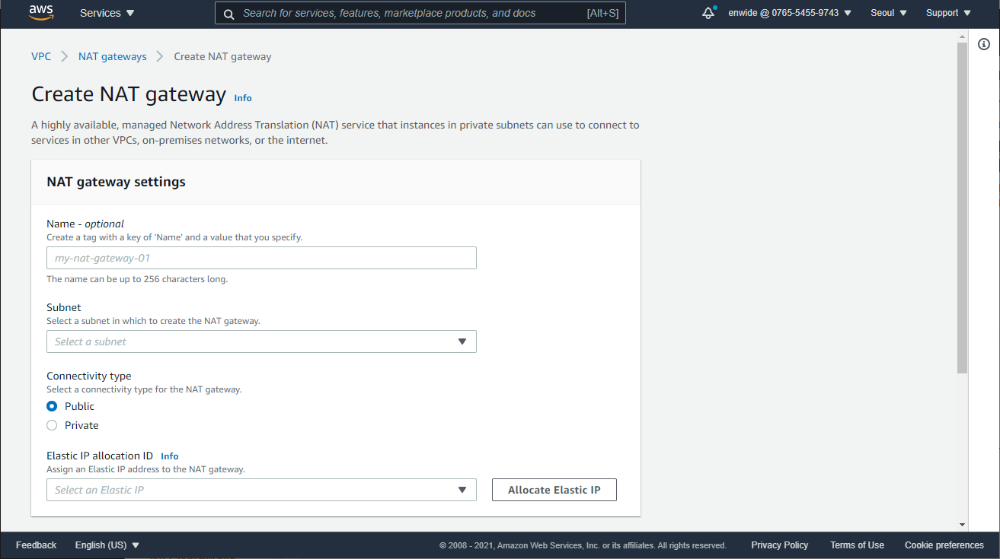 aws Services Search for services, features, marketplace products, and docs [Alt+S] enwide @ 0765-5455-9743 Seoul Support
VPC NAT gateways Create NAT gateway
Create NAT gateway Info
A highly available, managed Network Address Translation (NAT) service that instances in private subnets can use to connect to
services in other VPCs, on-premises networks, or the internet.
NAT gateway settings
Name - optional
Create a tag with a key of 'Name' and a value that you specify.
my-nat-gateway-01
The name can be up to 256 characters long.
Subnet
Select a subnet in which to create the NAT gateway.
Select a subnet
Connectivity type
Select a connectivity type for the NAT gateway.
Public
Private
Elastic IP allocation ID Info
Assign an Elastic IP address to the NAT gateway.
Select an Elastic IP Allocate Elastic IP
Feedback English (US) © 2008 - 2021, Amazon Web Services, Inc. or its affiliates. All rights reserved. Privacy Policy Terms of Use Cookie preferences